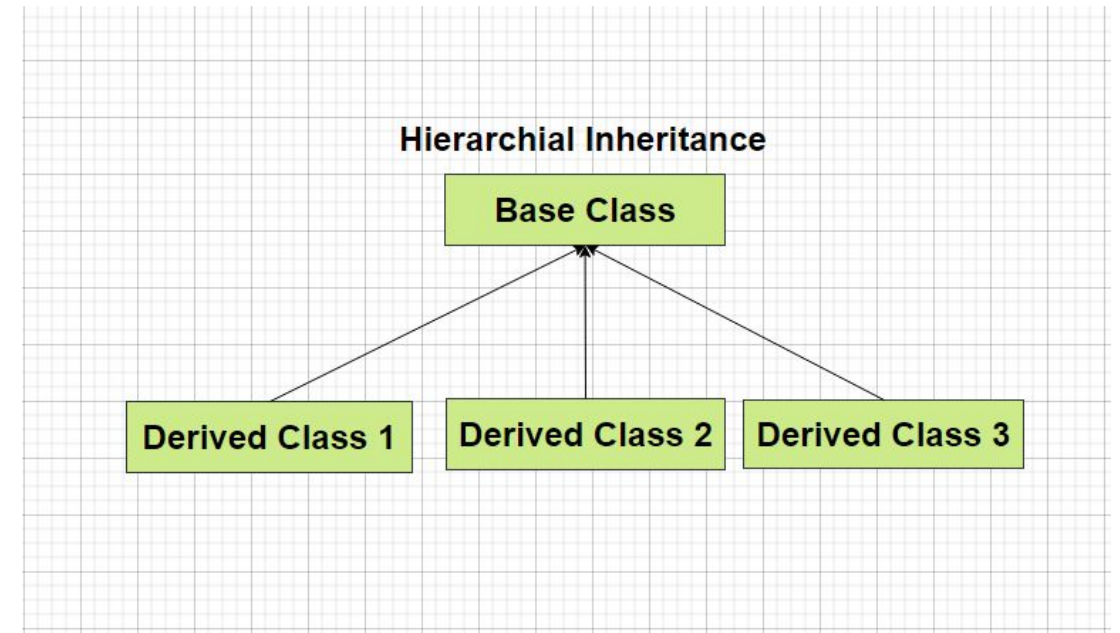 Hierarchial Inheritance
Base Class
Derived Class 1
Derived Class 2
Derived Class 3